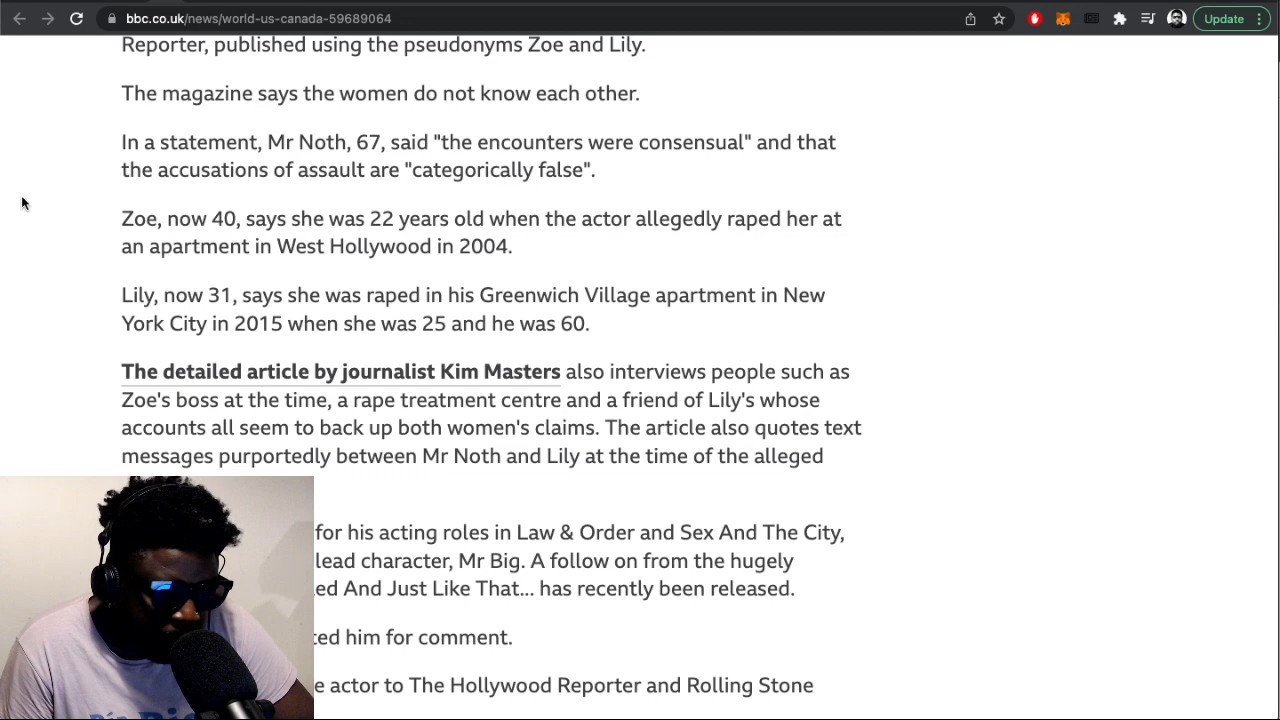 bbc.co.uk/news/world-us-canada-59689064
Update
Reporter, published using the pseudonyms Zoe and Lily.
The magazine says the women do not know each other.
In a statement, Mr Noth, 67, said "the encounters were consensual" and that
the accusations of assault are "categorically false".
Zoe, now 40, says she was 22 years old when the actor allegedly raped her at
an apartment in West Hollywood in 2004.
Lily, now 31, says she was raped in his Greenwich Village apartment in New
York City in 2015 when she was 25 and he was 60.
The detailed article by journalist Kim Masters also interviews people such as
Zoe's boss at the time, a rape treatment centre and a friend of Lily's whose
accounts all seem to back up both women's claims. The article also quotes text
messages purportedly between Mr Noth and Lily at the time of the alleged
for his acting roles in Law & Order and Sex And The City,
lead character, Mr Big. A follow on from the hugely
And Just Like That... has recently been released.
him for comment.
actor to The Hollywood Reporter and Rolling Stone